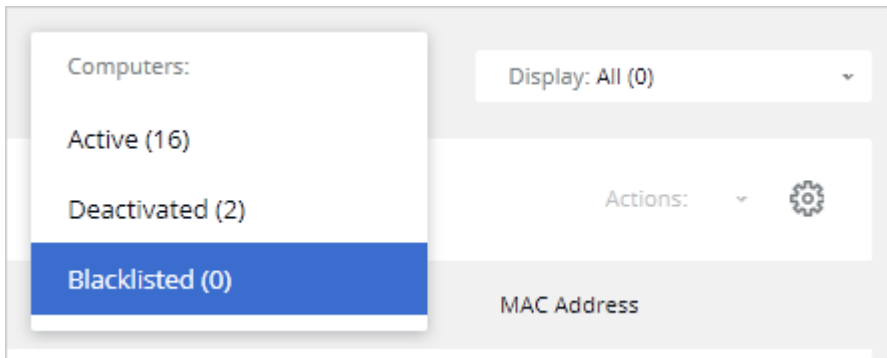 Computers:
Display: All (0)
Active (16)
Deactivated (2)
Actions:
Blacklisted (0)
MAC Address